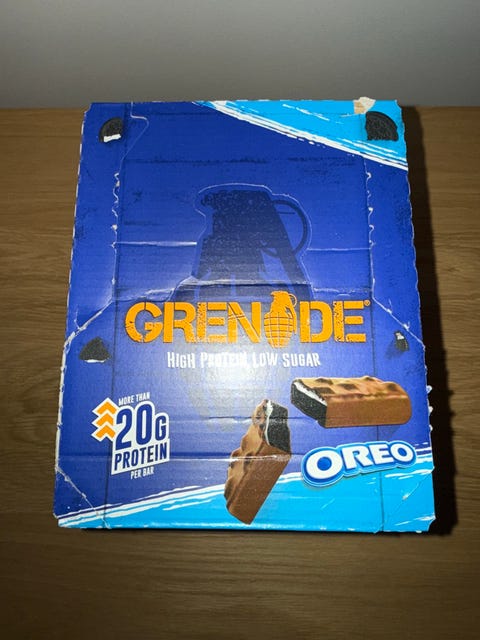 GRENADE®
HIGH PROTEIN LOW SUGAR
MORE THAN
20G
PROTEIN
PER BAR
OREO